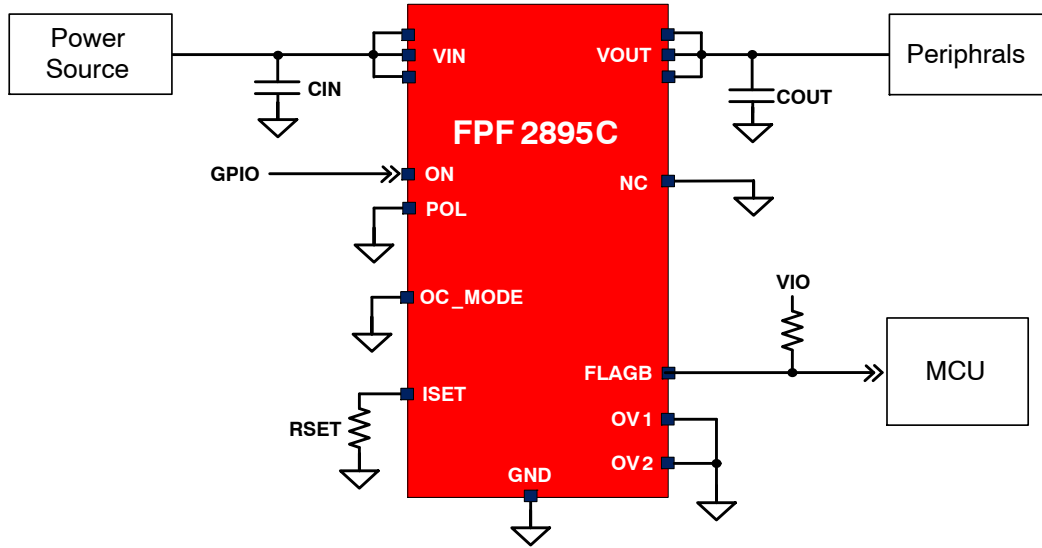 Power
Source
VIN
VOUT
Periphrals
CIN
COUT
FPF 2895C
GPIO
ON
NC
POL
VIO
OC_MODE
MCU
FLAGB
ISET
RSET
OV1
OV2
GND